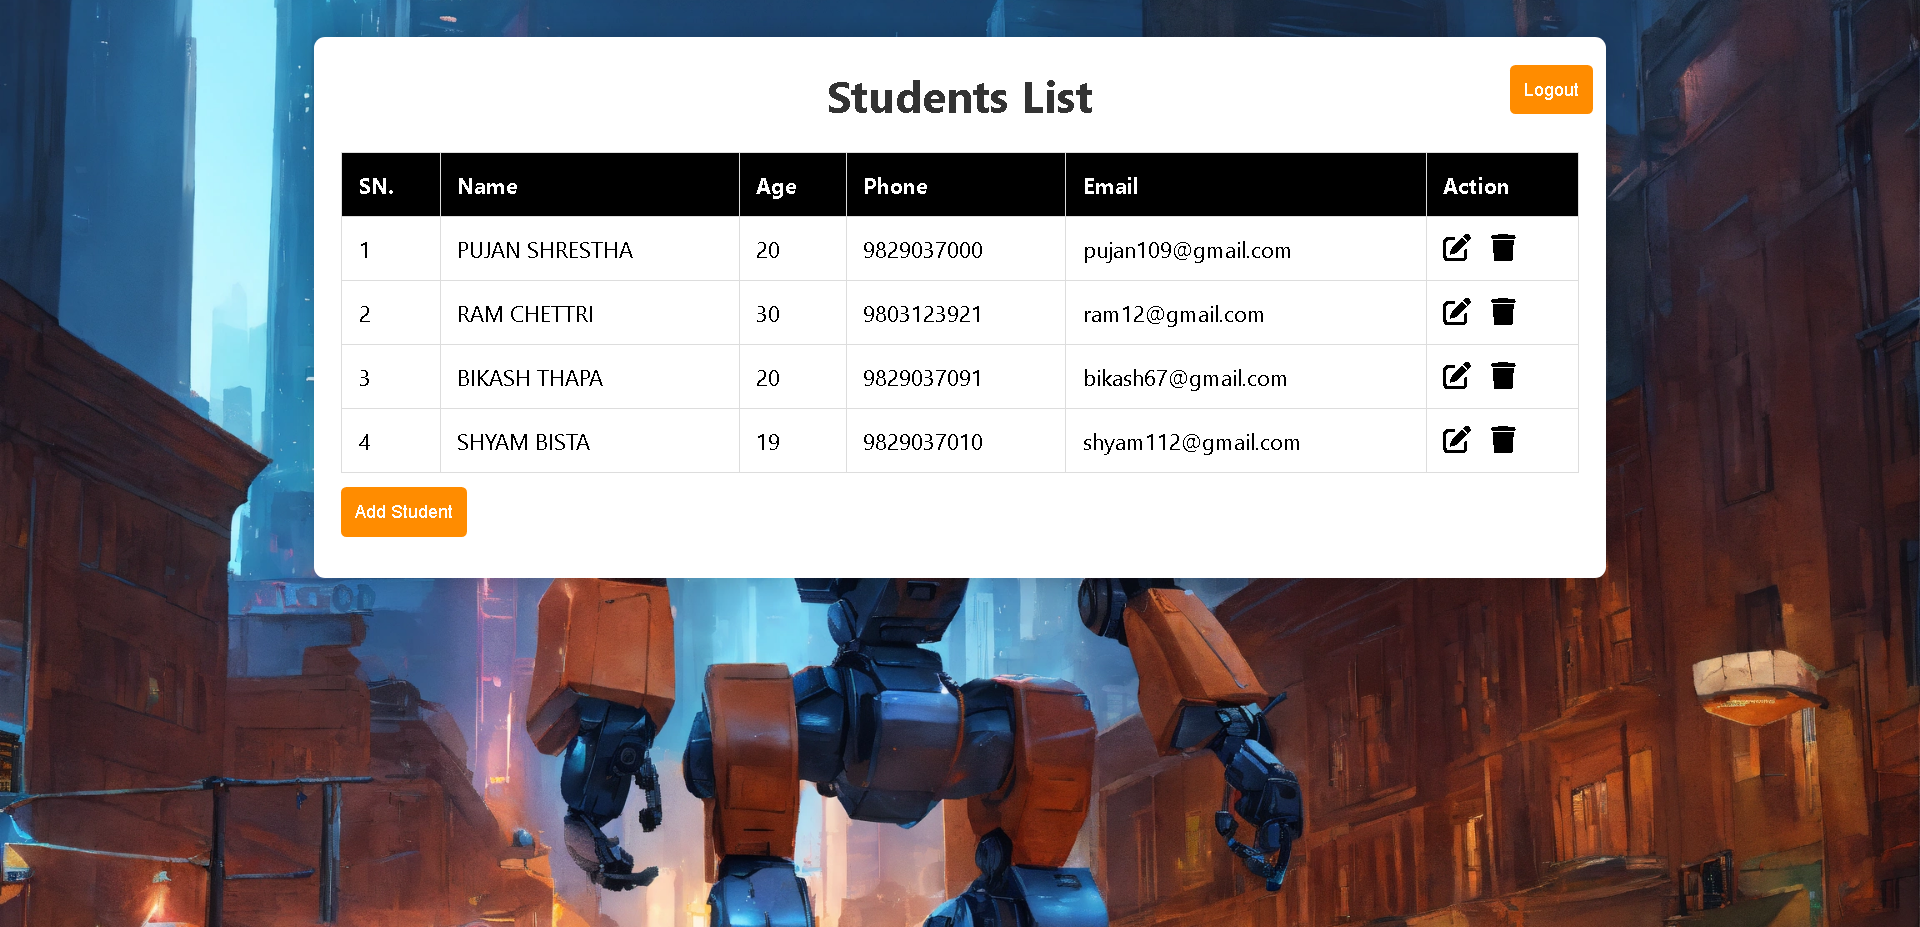 Students List
Logout
SN. Name Age Phone Email Action
1 PUJAN SHRESTHA 20 9829037000 pujan109@gmail.com
2 RAM CHETTRI 30 9803123921 ram12@gmail.com
3 BIKASH THAPA 20 9829037091 bikash67@gmail.com
4 SHYAM BISTA 19 9829037010 shyam112@gmail.com
Add Student